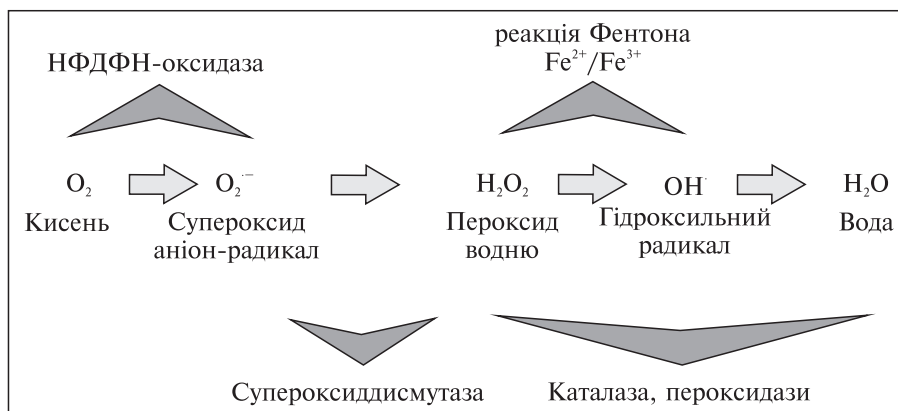 реакція Фентона
НФДФН-оксидаза Fe²⁺/Fe³⁺
O₂ O₂˙⁻ H₂O₂ OH˙ H₂O
Кисень Супероксид аніон-радикал Пероксид водню Гідроксильний радикал Вода
Супероксиддисмутаза Каталаза, пероксидази